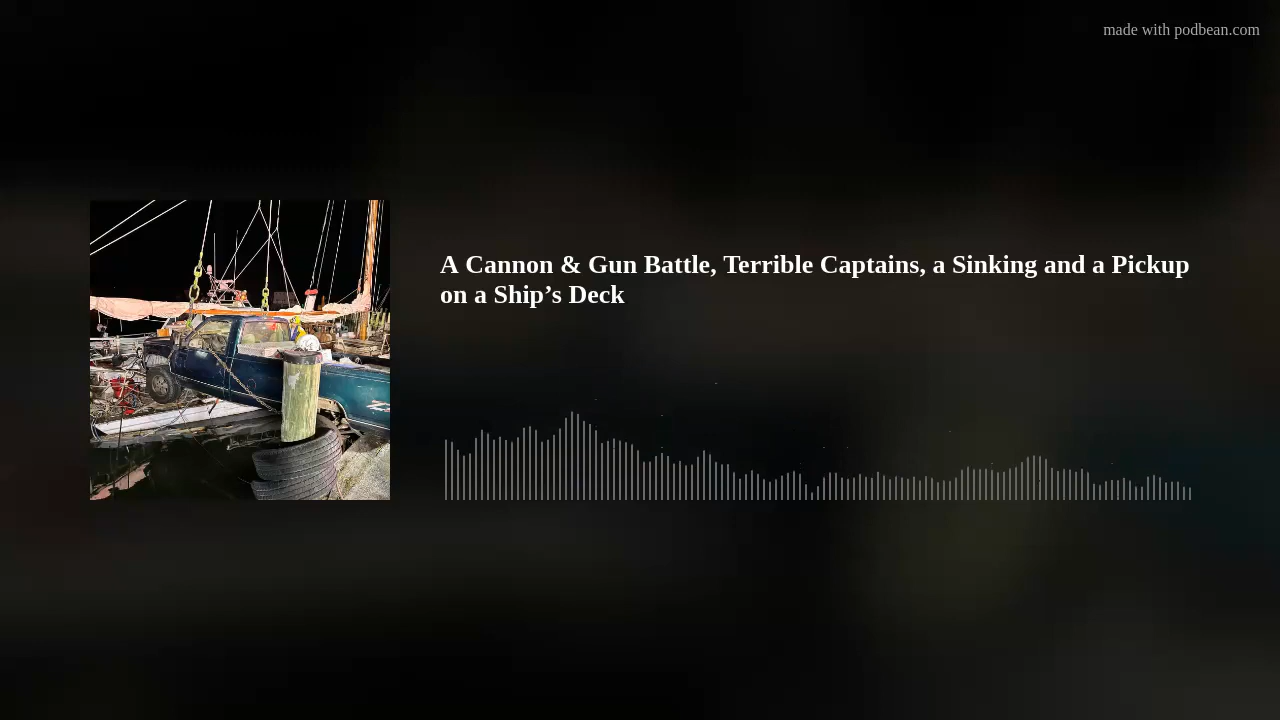 made with podbean.com
A Cannon & Gun Battle, Terrible Captains, a Sinking and a Pickup
on a Ship’s Deck